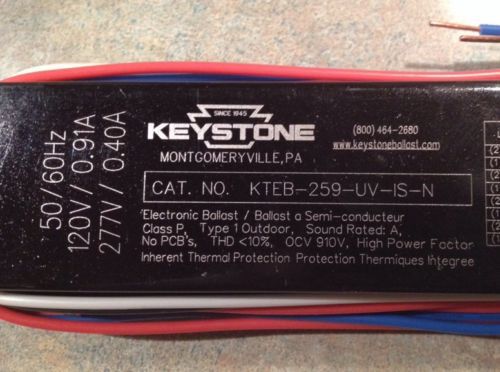 50/60Hz
120V/ 0.91A
277V/ 0.40A
SINCE 1945
KEYSTONE
MONTGOMERYVILLE,PA
(800) 464-2680
www.keystoneballast.com
CAT. NO. KTEB-259-UV-IS-N
Electronic Ballast / Ballast a Semi-conducteur
Class P, Type 1 Outdoor, Sound Rated: A,
No PCB's, THD <10%, OCV 910V, High Power Factor
Inherent Thermal Protection Protection Thermiques Integree